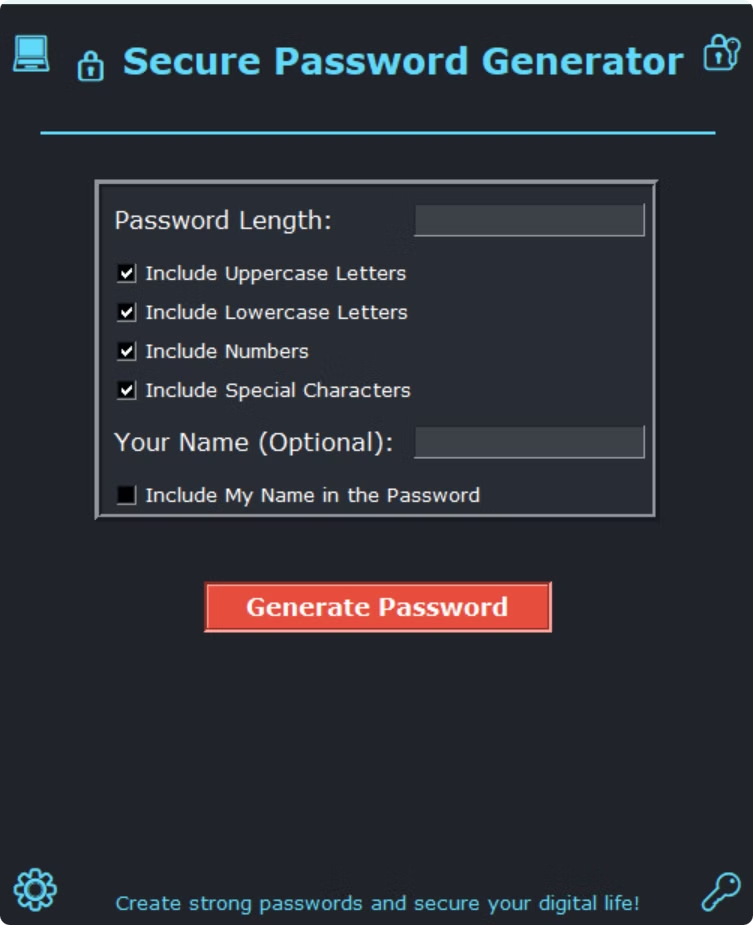 Secure Password Generator
Password Length:
Include Uppercase Letters
Include Lowercase Letters
Include Numbers
Include Special Characters
Your Name (Optional):
Include My Name in the Password
Generate Password
Create strong passwords and secure your digital life!